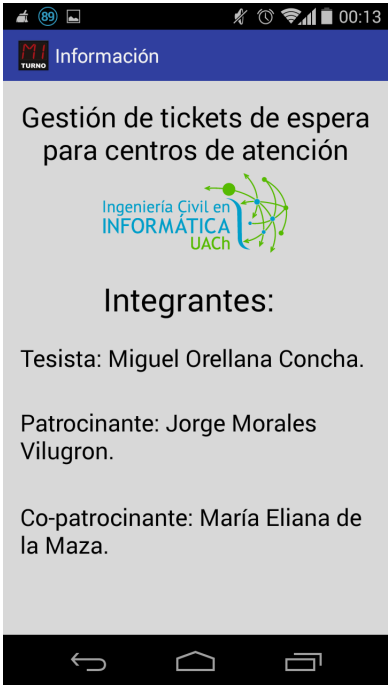 89
00:13
MI
TURNO
Información
Gestión de tickets de espera
para centros de atención
Ingeniería Civil en
INFORMÁTICA
UACh
Integrantes:
Tesista: Miguel Orellana Concha.
Patrocinante: Jorge Morales
Vilugron.
Co-patrocinante: María Eliana de
la Maza.